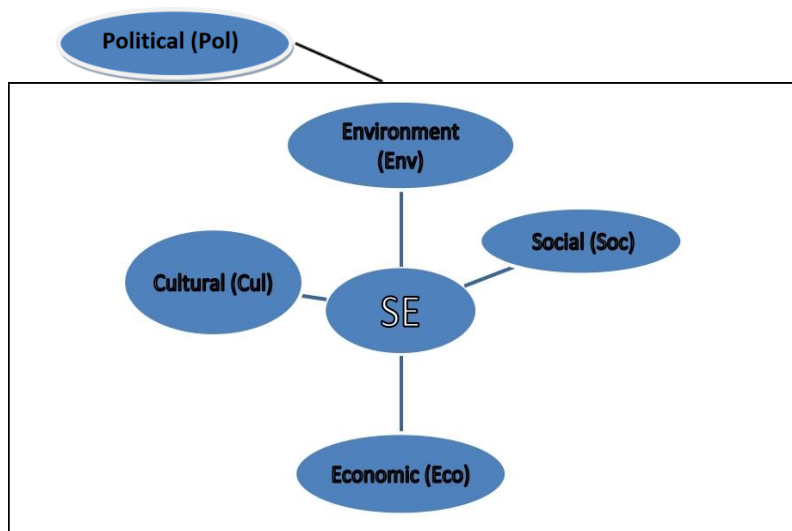 Political (Pol)
Environment
(Env)
Social (Soc)
Cultural (Cul)
SE
Economic (Eco)